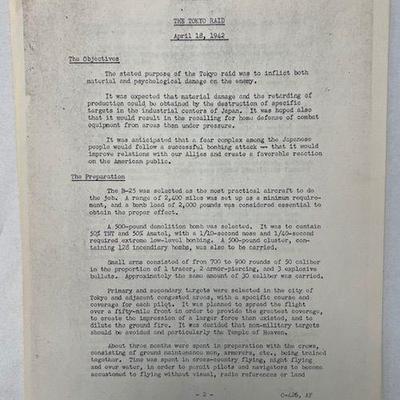 THE TOKYO RAID
April 18, 1942
The Objectives
The stated purpose of the Tokyo raid was to inflict both
material and psychological damage on the enemy.
It was expected that material damage and the retarding of
production could be obtained by the destruction of specific
targets in the industrial centers of Japan. It was hoped also
that it would result in the recalling for home defense of combat
equipment from areas than under pressure.
It was anticipated that a fear complex among the Japanese
people would follow a successful bombing attack -- that it would
improve relations with our Allies and create a favorable reaction
on the American public.
The Preparation
The B-25 was selected as the most practical aircraft to do
the job. A range of 2,400 miles was set up as a minimum require-
ment, and a bomb load of 2,000 pounds was considered essential to
obtain the proper effect.
A 500-pound demolition bomb was selected. It was to contain
50% TNT and 50% Amatol, with a 1/10-second nose and 1/40-second
required extreme low-level bombing. A 500-pound cluster, con-
taining 128 incendiary bombs, was also to be carried.
Small arms consisted of from 700 to 900 rounds of 50 caliber
in the proportion of 1 tracer, 2 armor-piercing, and 3 explosive
bullets. Approximately the same amount of 30 caliber was carried.
Primary and secondary targets were selected in the city of
Tokyo and adjacent congested areas, with a specific course and
coverage for each pilot. It was planned to spread the flight
over a fifty-mile front in order to provide the greatest coverage,
to create the impression of a larger force than existed, and to
dilute the ground fire. It was decided that non-military targets
should be avoided and particularly the Temple of Heaven.
About three months were spent in preparation with the crews,
consisting of ground maintenance men, armorers, etc., being trained
together. Time was spent in cross-country flying, night flying
and over water, in order to permit pilots and navigators to become
accustomed to flying without visual, radio references or land
- 2 -